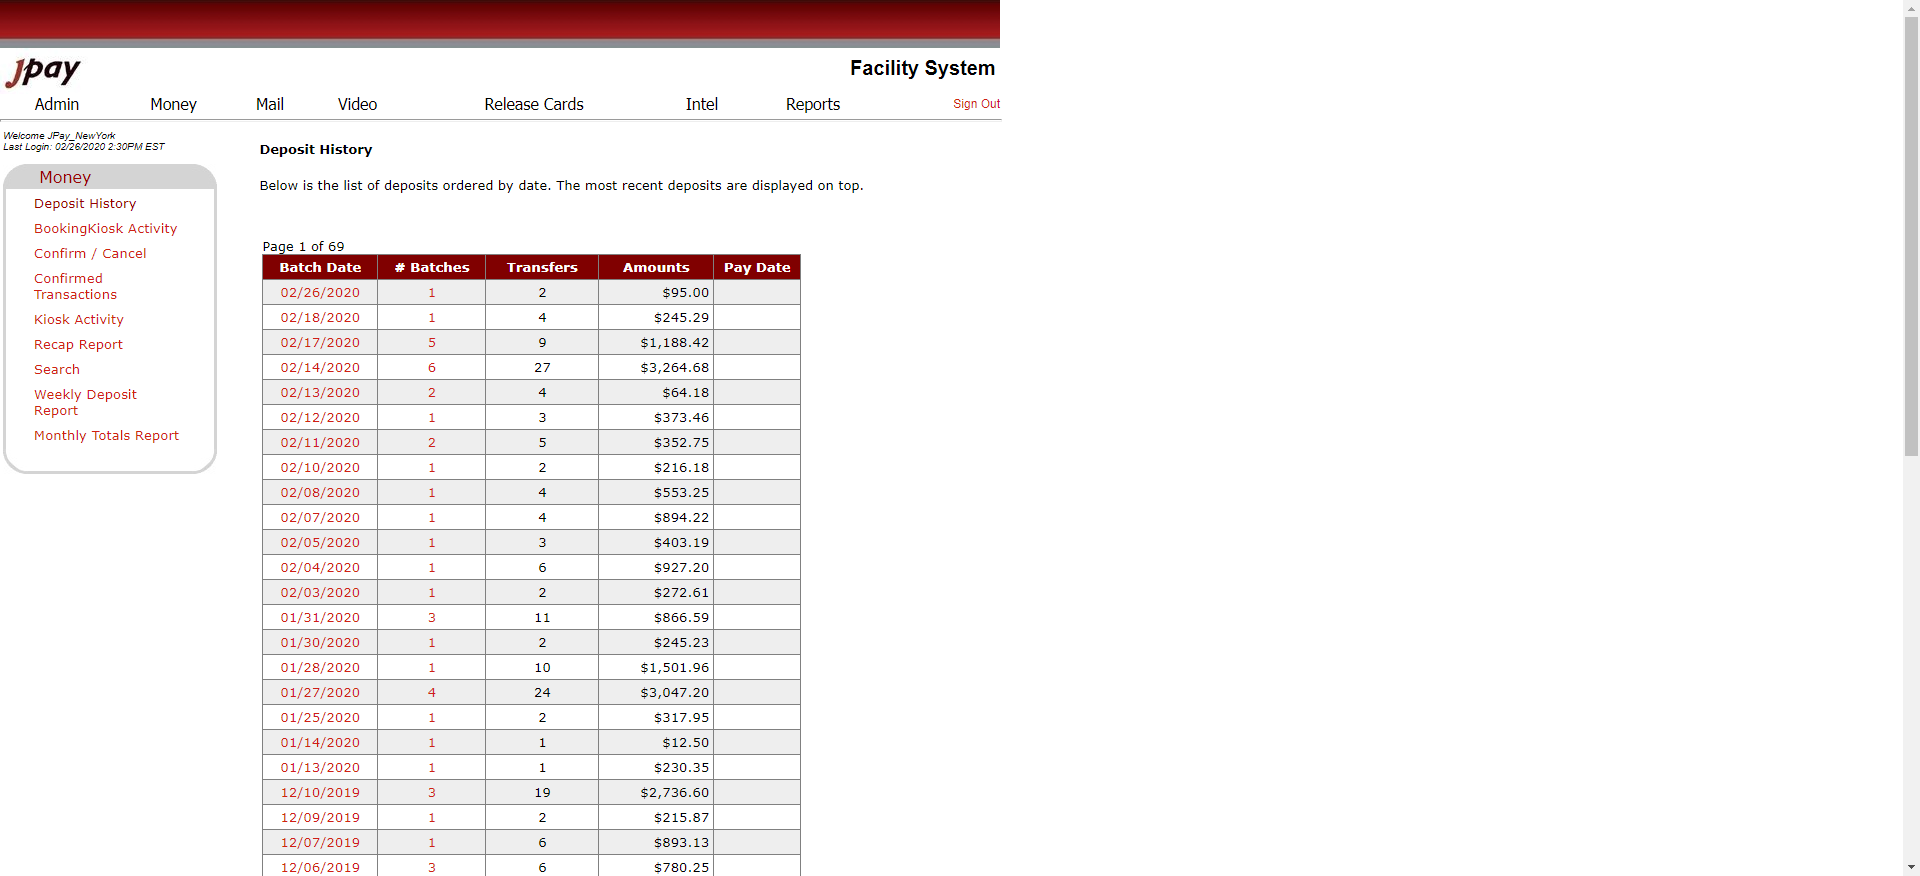 JPay
Facility System
Admin Money Mail Video Release Cards Intel Reports Sign Out
Welcome JPay_NewYork
Last Login: 02/26/2020 2:30PM EST
Money
Deposit History
BookingKiosk Activity
Confirm / Cancel
Confirmed
Transactions
Kiosk Activity
Recap Report
Search
Weekly Deposit
Report
Monthly Totals Report
Deposit History
Below is the list of deposits ordered by date. The most recent deposits are displayed on top.
Page 1 of 69
Batch Date # Batches Transfers Amounts Pay Date
02/26/2020 1 2 $95.00
02/18/2020 1 4 $245.29
02/17/2020 5 9 $1,188.42
02/14/2020 6 27 $3,264.68
02/13/2020 2 4 $64.18
02/12/2020 1 3 $373.46
02/11/2020 2 5 $352.75
02/10/2020 1 2 $216.18
02/08/2020 1 4 $553.25
02/07/2020 1 4 $894.22
02/05/2020 1 3 $403.19
02/04/2020 1 6 $927.20
02/03/2020 1 2 $272.61
01/31/2020 3 11 $866.59
01/30/2020 1 2 $245.23
01/28/2020 1 10 $1,501.96
01/27/2020 4 24 $3,047.20
01/25/2020 1 2 $317.95
01/14/2020 1 1 $12.50
01/13/2020 1 1 $230.35
12/10/2019 3 19 $2,736.60
12/09/2019 1 2 $215.87
12/07/2019 1 6 $893.13
12/06/2019 3 6 $780.25